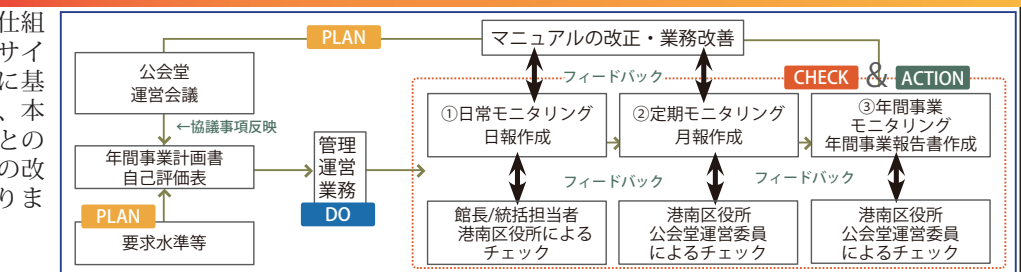 仕組
サイ
に基
、本
との
の改
りま
PLAN
マニュアルの改正・業務改善
公会堂
運営会議
フィードバック
CHECK & ACTION
←協議事項反映
①日常モニタリング
日報作成
②定期モニタリング
月報作成
③年間事業
モニタリング
年間事業報告書作成
年間事業計画書
自己評価表
管理
運営
業務
DO
フィードバック
フィードバック
PLAN
要求水準等
館長/統括担当者
港南区役所による
チェック
港南区役所
公会堂運営委員
によるチェック
港南区役所
公会堂運営委員
によるチェック